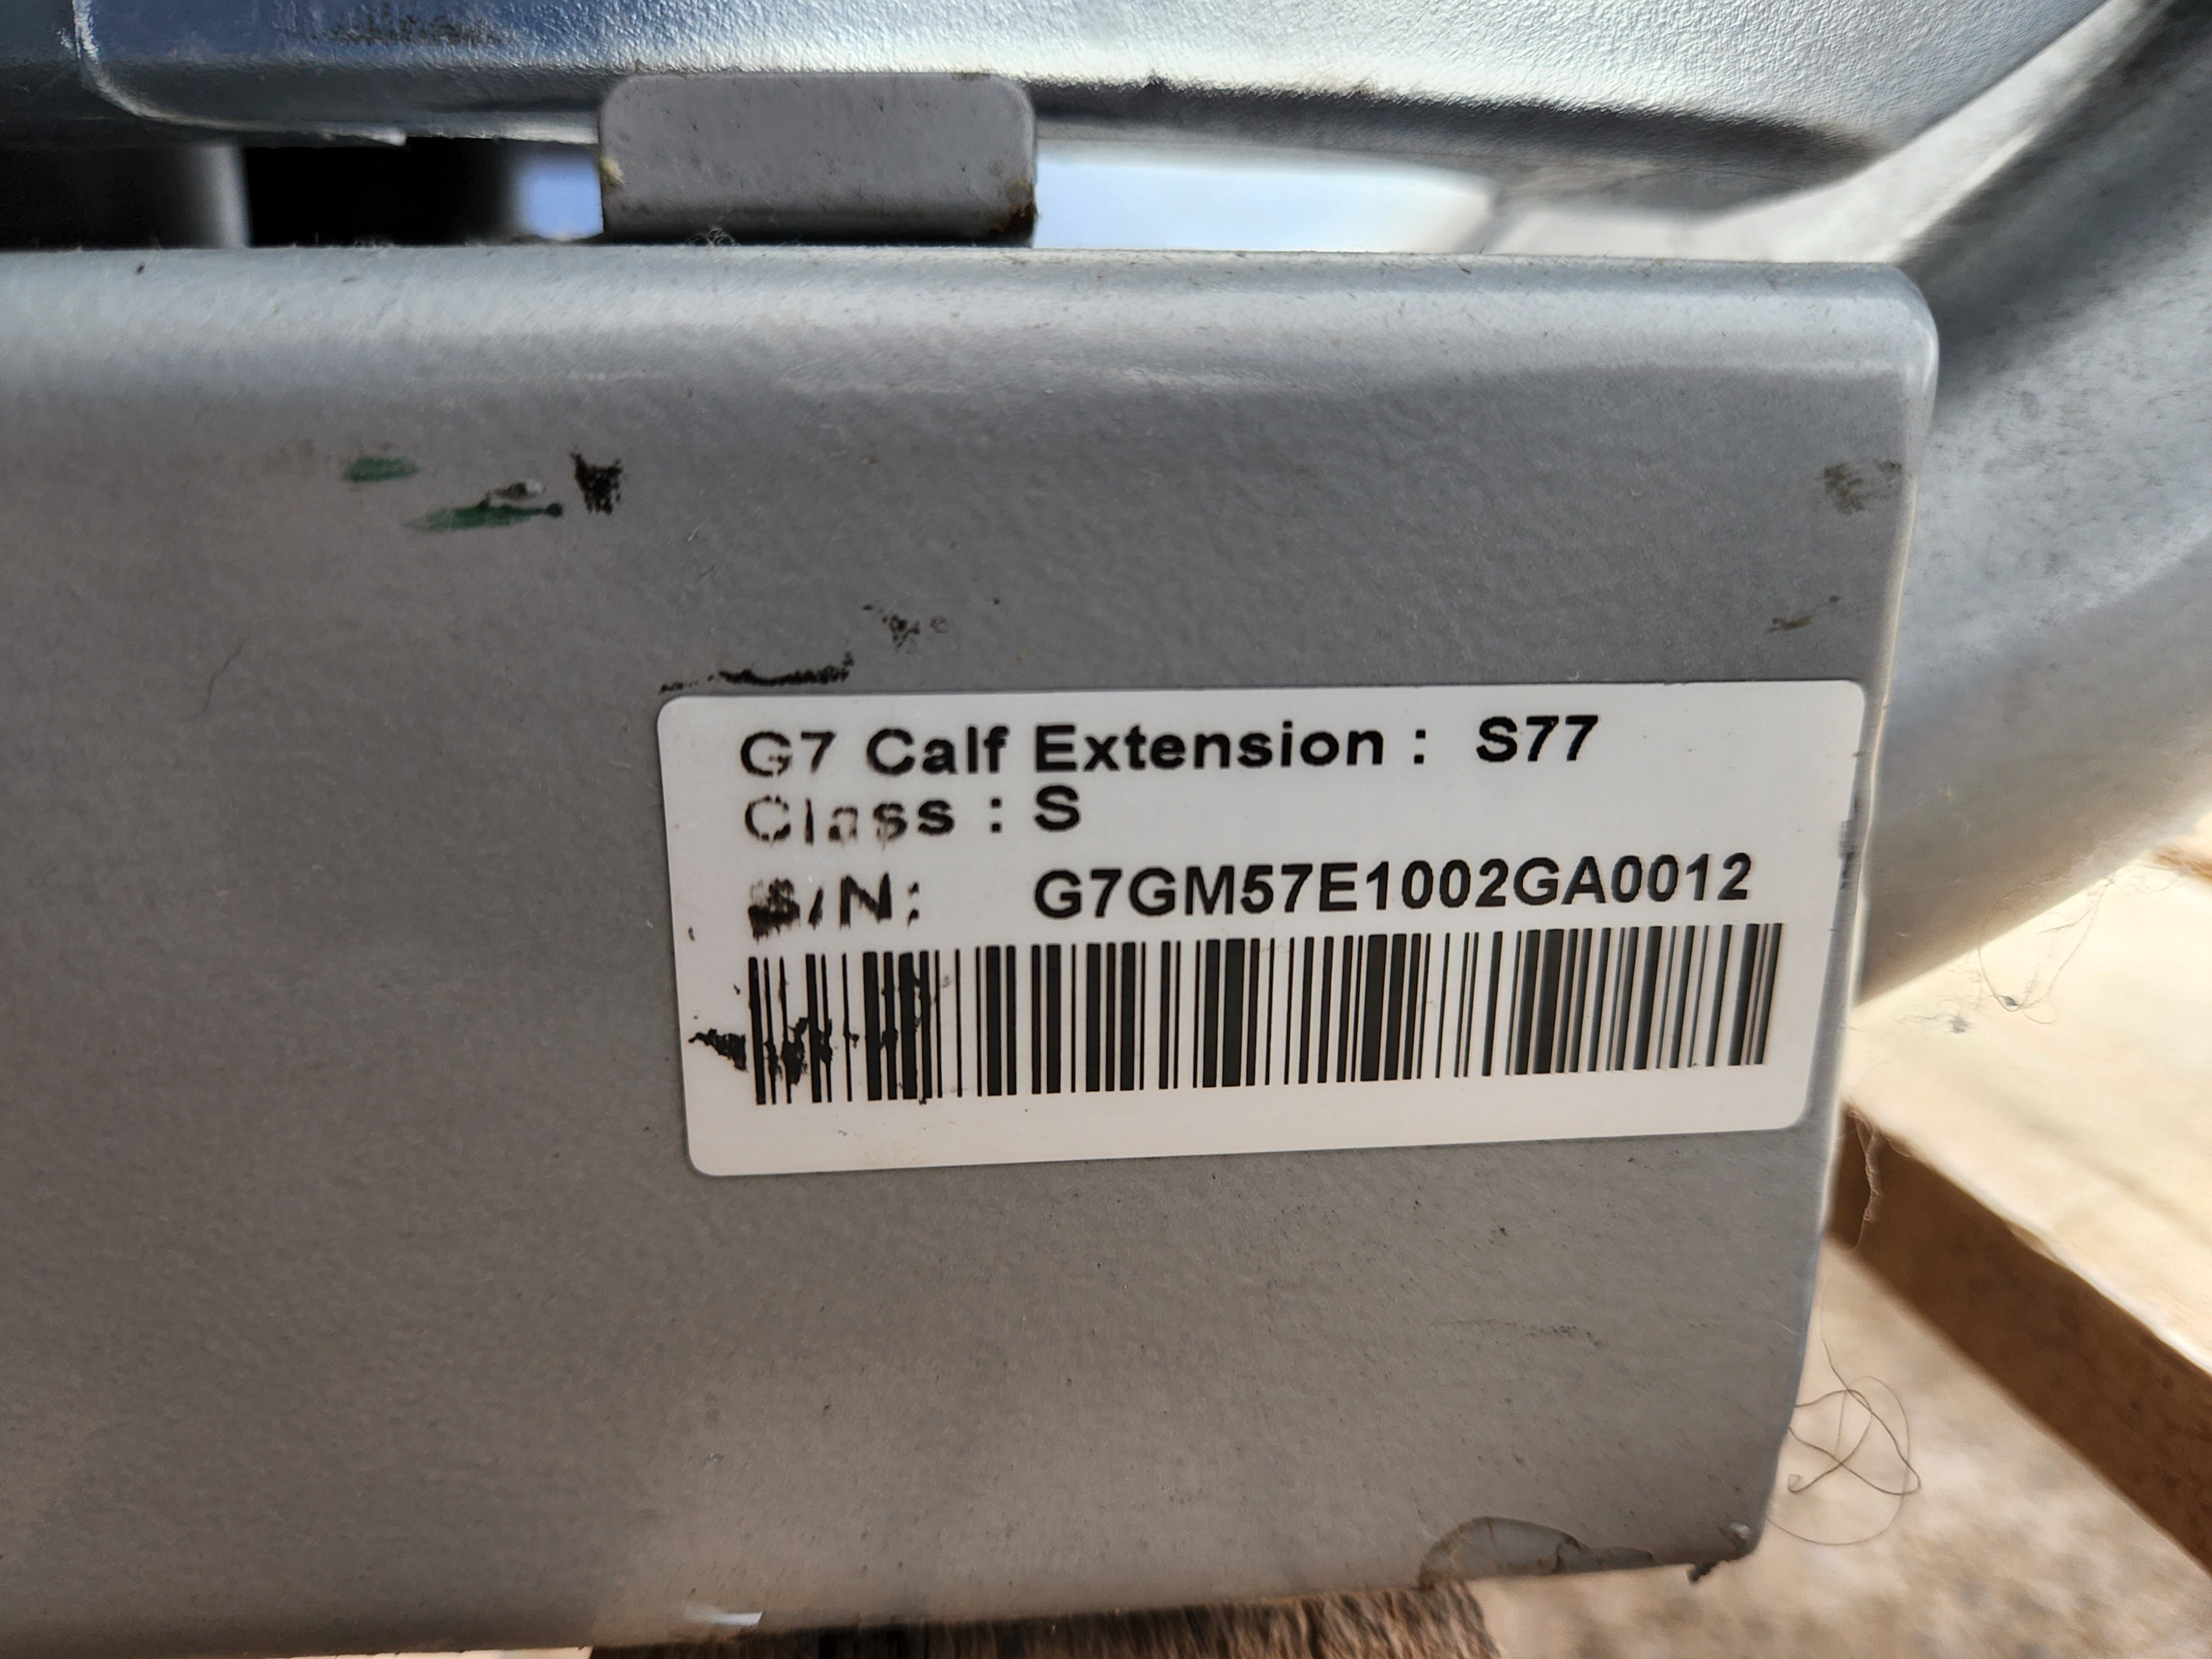 G7 Calf Extension : S77
Class : S
S/N: G7GM57E1002GA0012